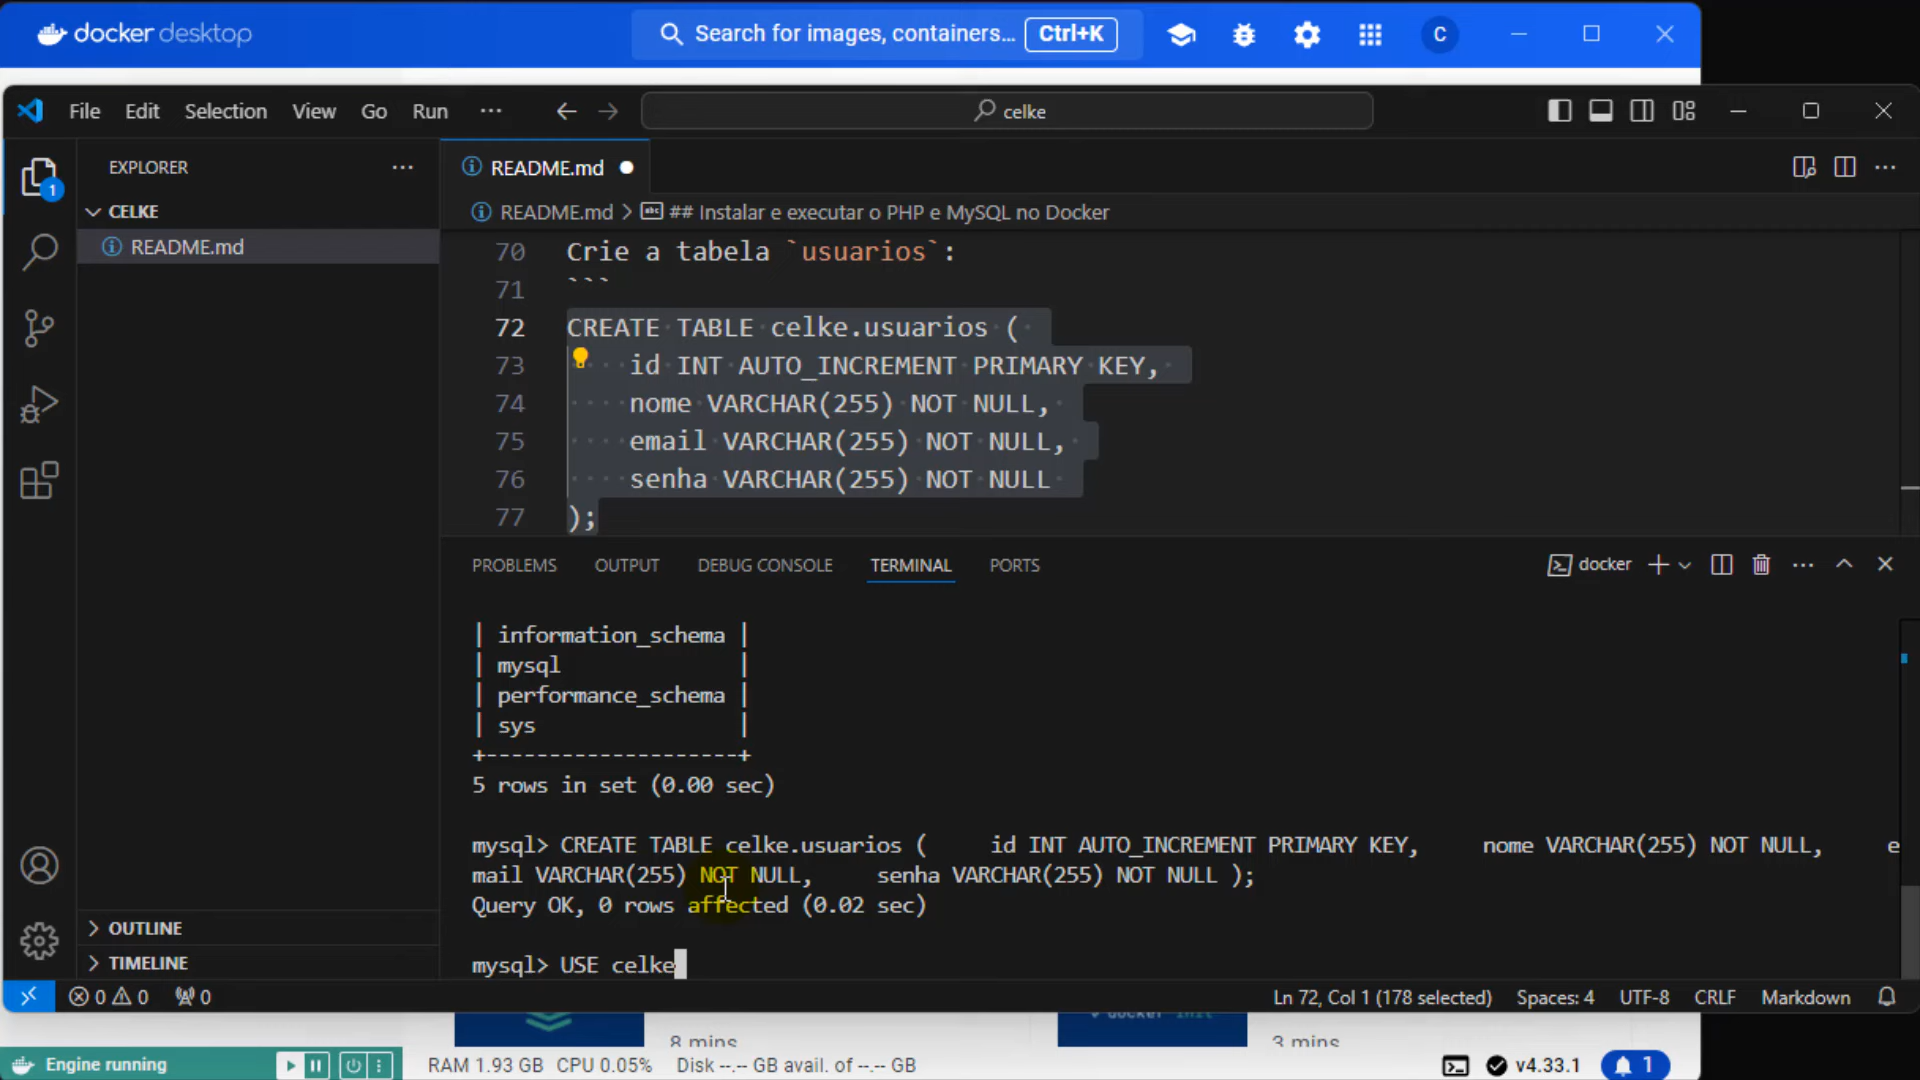 docker desktop
Search for images, containers... Ctrl+K
C
File Edit Selection View Go Run ···
celke
EXPLORER ···
README.md
CELKE
README.md > ## Instalar e executar o PHP e MySQL no Docker
1
README.md
70 Crie a tabela `usuarios`:
71 ```
72 CREATE TABLE celke.usuarios (
73 id INT AUTO_INCREMENT PRIMARY KEY,
74 nome VARCHAR(255) NOT NULL,
75 email VARCHAR(255) NOT NULL,
76 senha VARCHAR(255) NOT NULL
77 );
PROBLEMS OUTPUT DEBUG CONSOLE TERMINAL PORTS
docker
| information_schema |
| mysql |
| performance_schema |
| sys |
+--------------------+
5 rows in set (0.00 sec)
mysql> CREATE TABLE celke.usuarios ( id INT AUTO_INCREMENT PRIMARY KEY, nome VARCHAR(255) NOT NULL, e
mail VARCHAR(255) NOT NULL, senha VARCHAR(255) NOT NULL );
Query OK, 0 rows affected (0.02 sec)
mysql> USE celke
OUTLINE
TIMELINE
0 0 0
Ln 72, Col 1 (178 selected) Spaces: 4 UTF-8 CRLF Markdown
docker init
8 mins
3 mins
Engine running
RAM 1.93 GB CPU 0.05% Disk --.-- GB avail. of --.-- GB
v4.33.1
1